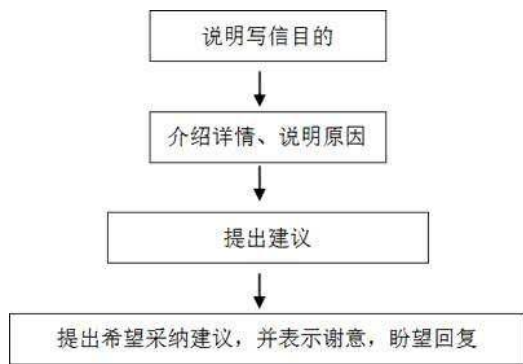 说明写信目的
介绍详情、说明原因
提出建议
提出希望采纳建议，并表示谢意，盼望回复